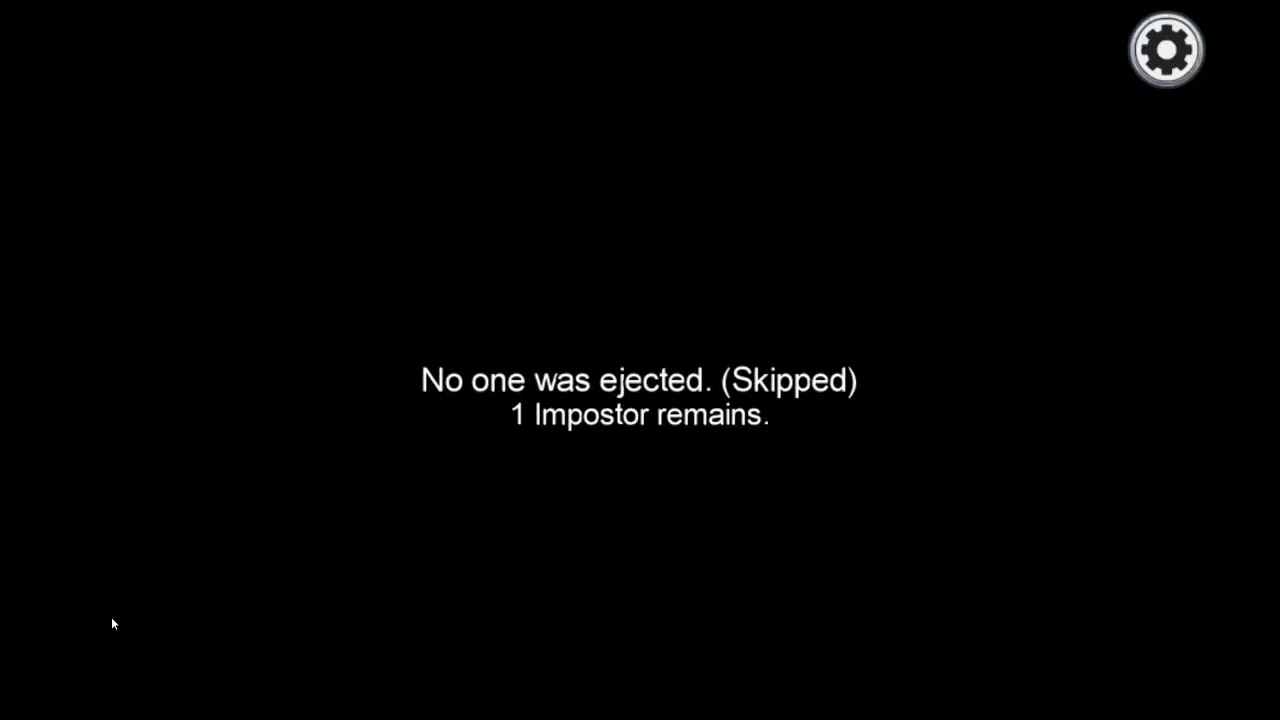 No one was ejected. (Skipped)
1 Impostor remains.